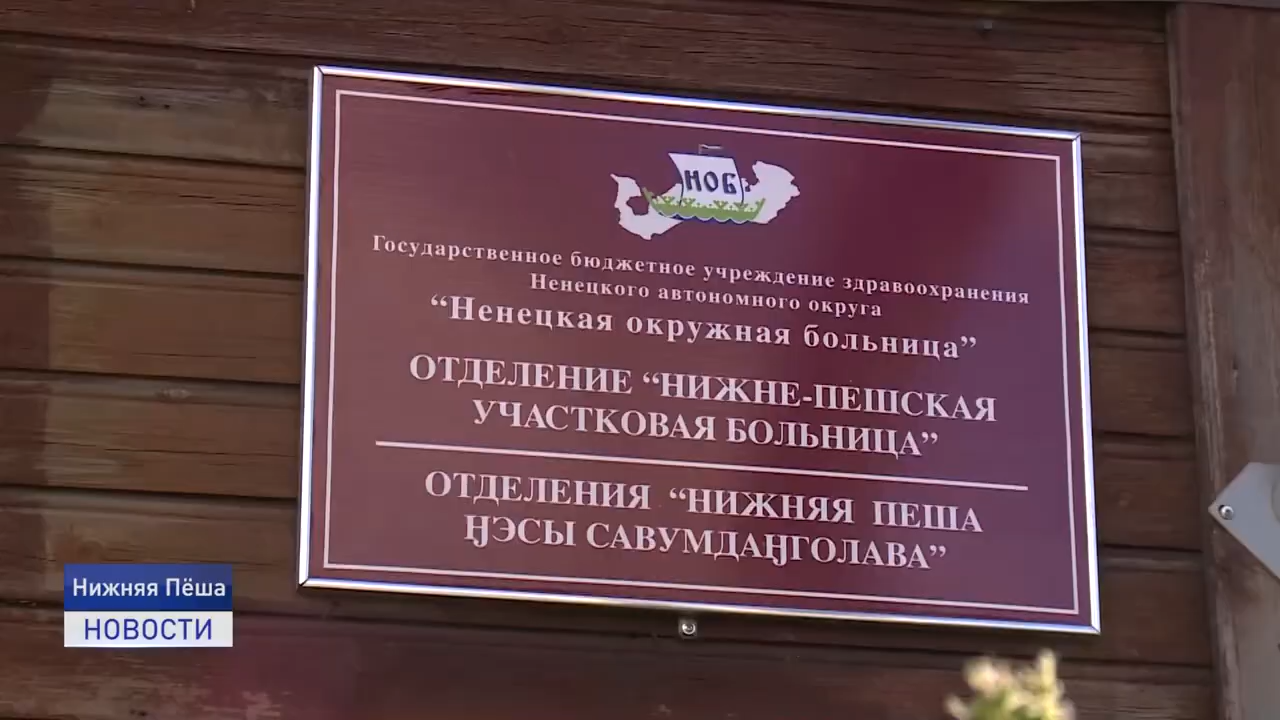 НОБ
Государственное бюджетное учреждение здравоохранения
Ненецкого автономного округа
“Ненецкая окружная больница”
ОТДЕЛЕНИЕ “НИЖНЕ-ПЕШСКАЯ
УЧАСТКОВАЯ БОЛЬНИЦА”
ОТДЕЛЕНИЯ “НИЖНЯЯ ПЕША
ӇЭСЫ САВУМДАӇГОЛАВА”
Нижняя Пёша
НОВОСТИ